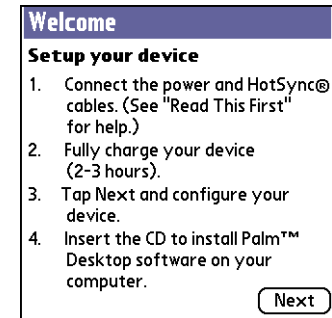 Welcome
Setup your device
1. Connect the power and HotSync®
cables. (See "Read This First"
for help.)
2. Fully charge your device
(2-3 hours).
3. Tap Next and configure your
device.
4. Insert the CD to install Palm™
Desktop software on your
computer.
Next